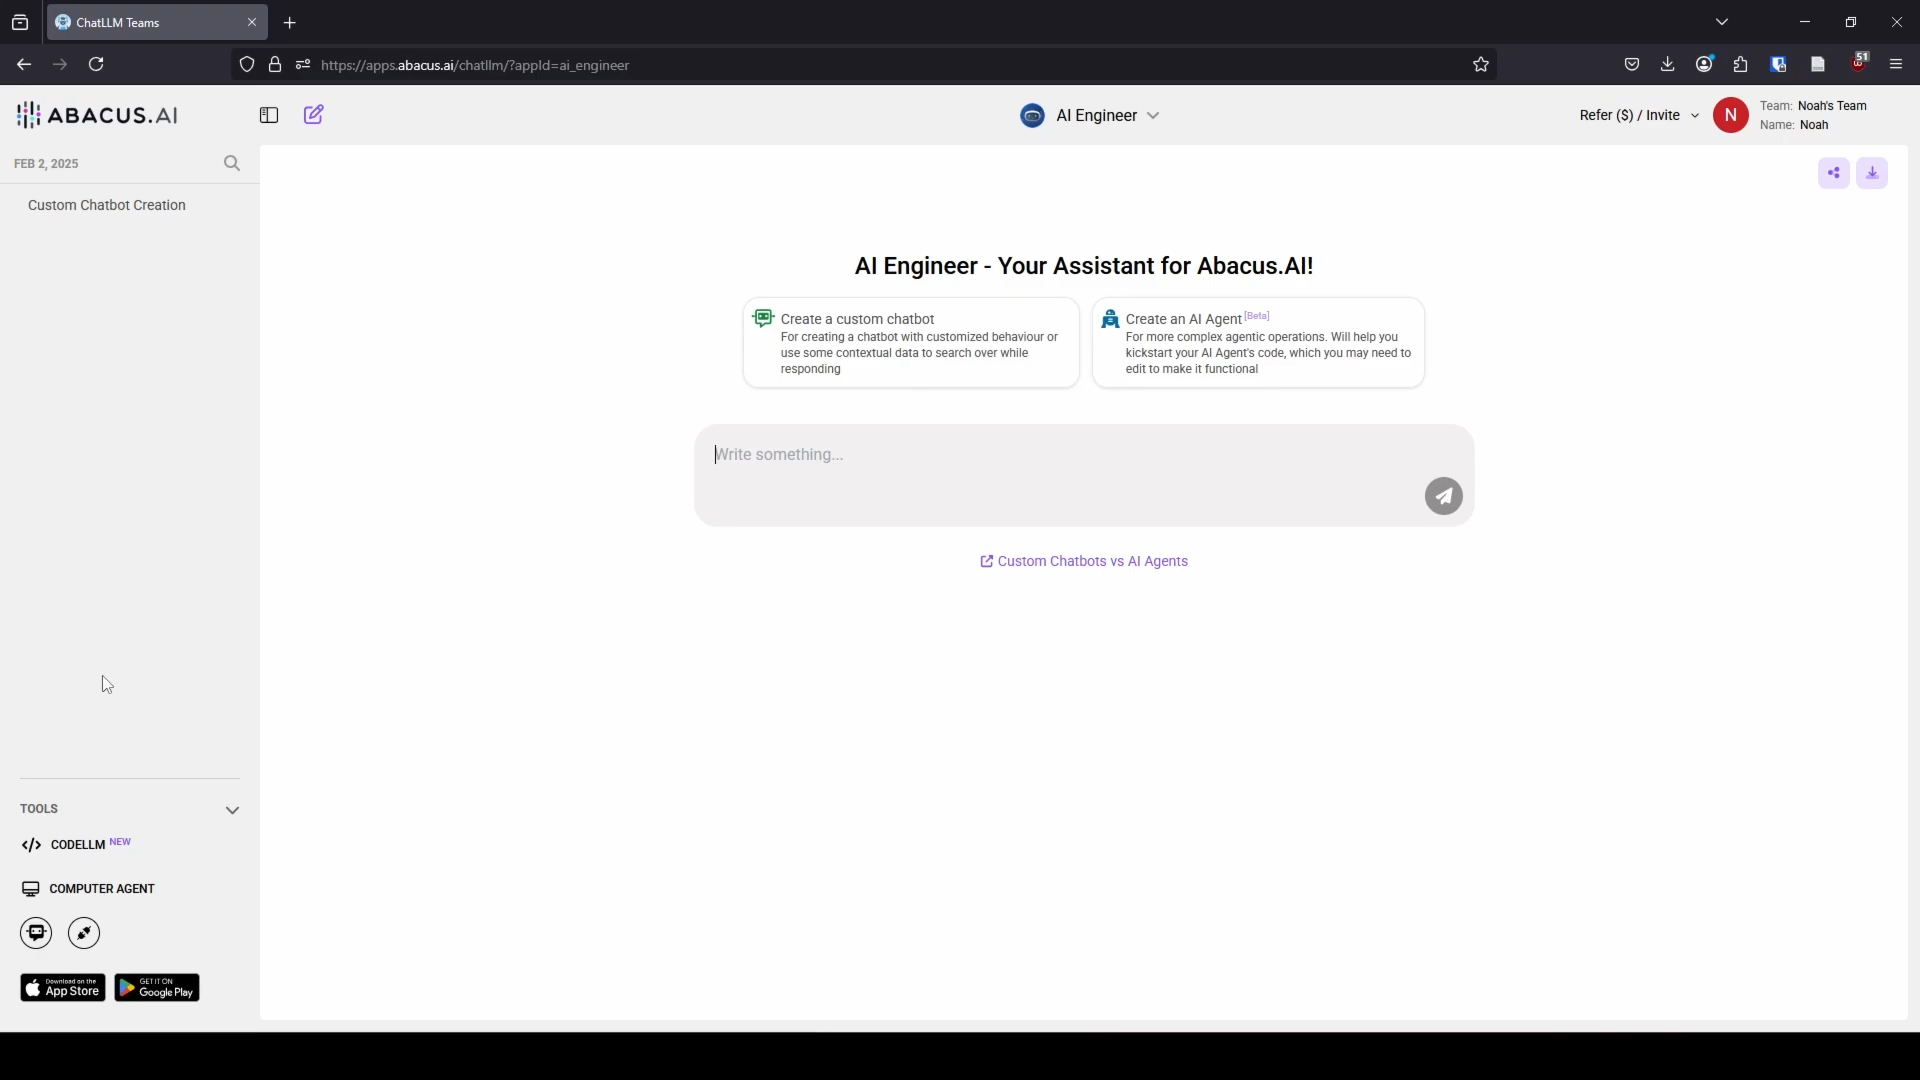 ChatLLM Teams
https://apps.abacus.ai/chatllm/?appId=ai_engineer
51
ABACUS.AI
AI Engineer
Refer ($) / Invite
N
Team: Noah's Team
Name: Noah
FEB 2, 2025
Custom Chatbot Creation
AI Engineer - Your Assistant for Abacus.AI!
Create a custom chatbot
For creating a chatbot with customized behaviour or
use some contextual data to search over while
responding
Create an AI Agent [Beta]
For more complex agentic operations. Will help you
kickstart your AI Agent's code, which you may need to
edit to make it functional
Write something...
Custom Chatbots vs AI Agents
TOOLS
CODELLM NEW
COMPUTER AGENT
Download on the
App Store
GET IT ON
Google Play